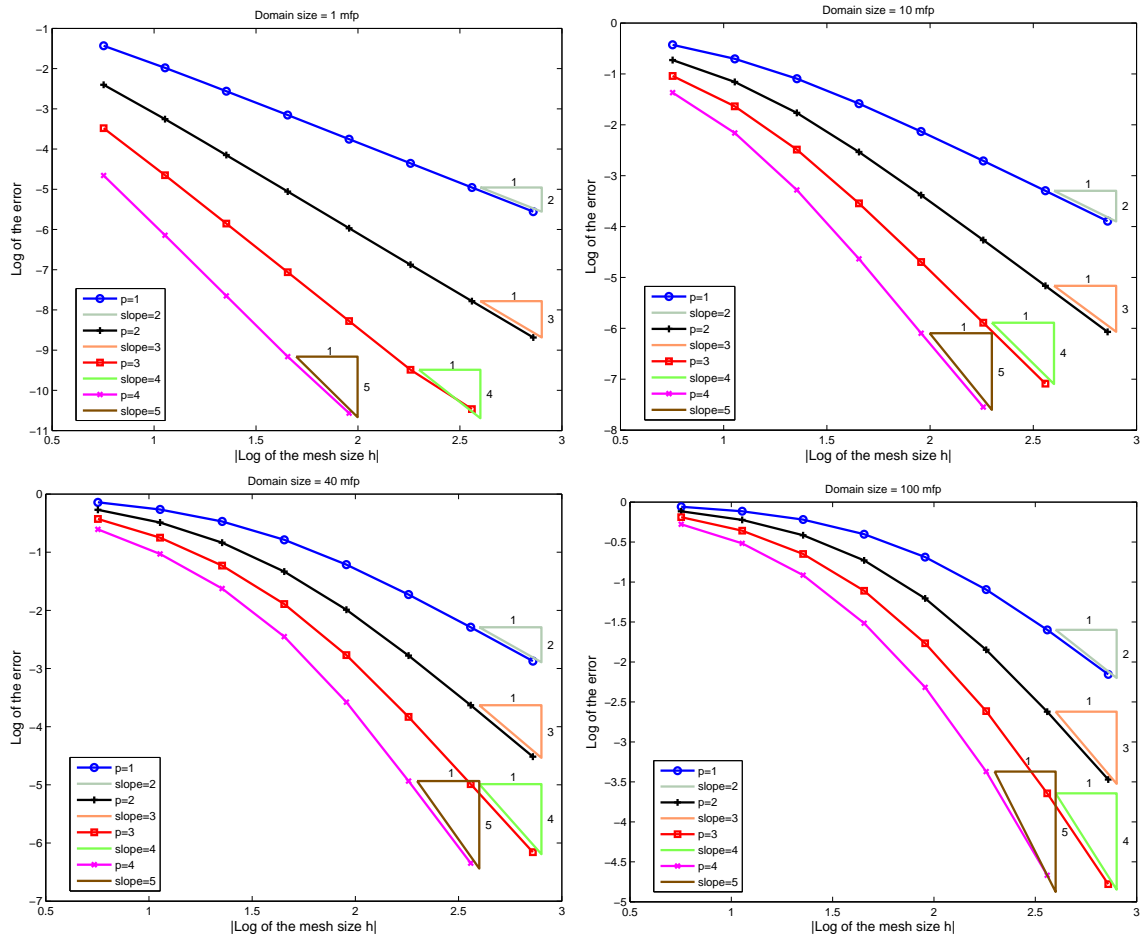 Domain size = 1 mfp
−1
−2
−3
−4
−5
−6
−7
−8
−9
−10
−11
Log of the error
1
2
1
3
1
4
1
5
p=1
slope=2
p=2
slope=3
p=3
slope=4
p=4
slope=5
0.5
1
1.5
2
2.5
3
|Log of the mesh size h|
Domain size = 10 mfp
0
−1
−2
−3
−4
−5
−6
−7
−8
Log of the error
1
2
1
3
1
4
1
5
p=1
slope=2
p=2
slope=3
p=3
slope=4
p=4
slope=5
0.5
1
1.5
2
2.5
3
|Log of the mesh size h|
Domain size = 40 mfp
0
−1
−2
−3
−4
−5
−6
−7
Log of the error
1
2
1
3
1
4
1
5
p=1
slope=2
p=2
slope=3
p=3
slope=4
p=4
slope=5
0.5
1
1.5
2
2.5
3
|Log of the mesh size h|
Domain size = 100 mfp
0
−0.5
−1
−1.5
−2
−2.5
−3
−3.5
−4
−4.5
−5
Log of the error
1
2
1
3
1
4
1
5
p=1
slope=2
p=2
slope=3
p=3
slope=4
p=4
slope=5
0.5
1
1.5
2
2.5
3
|Log of the mesh size h|